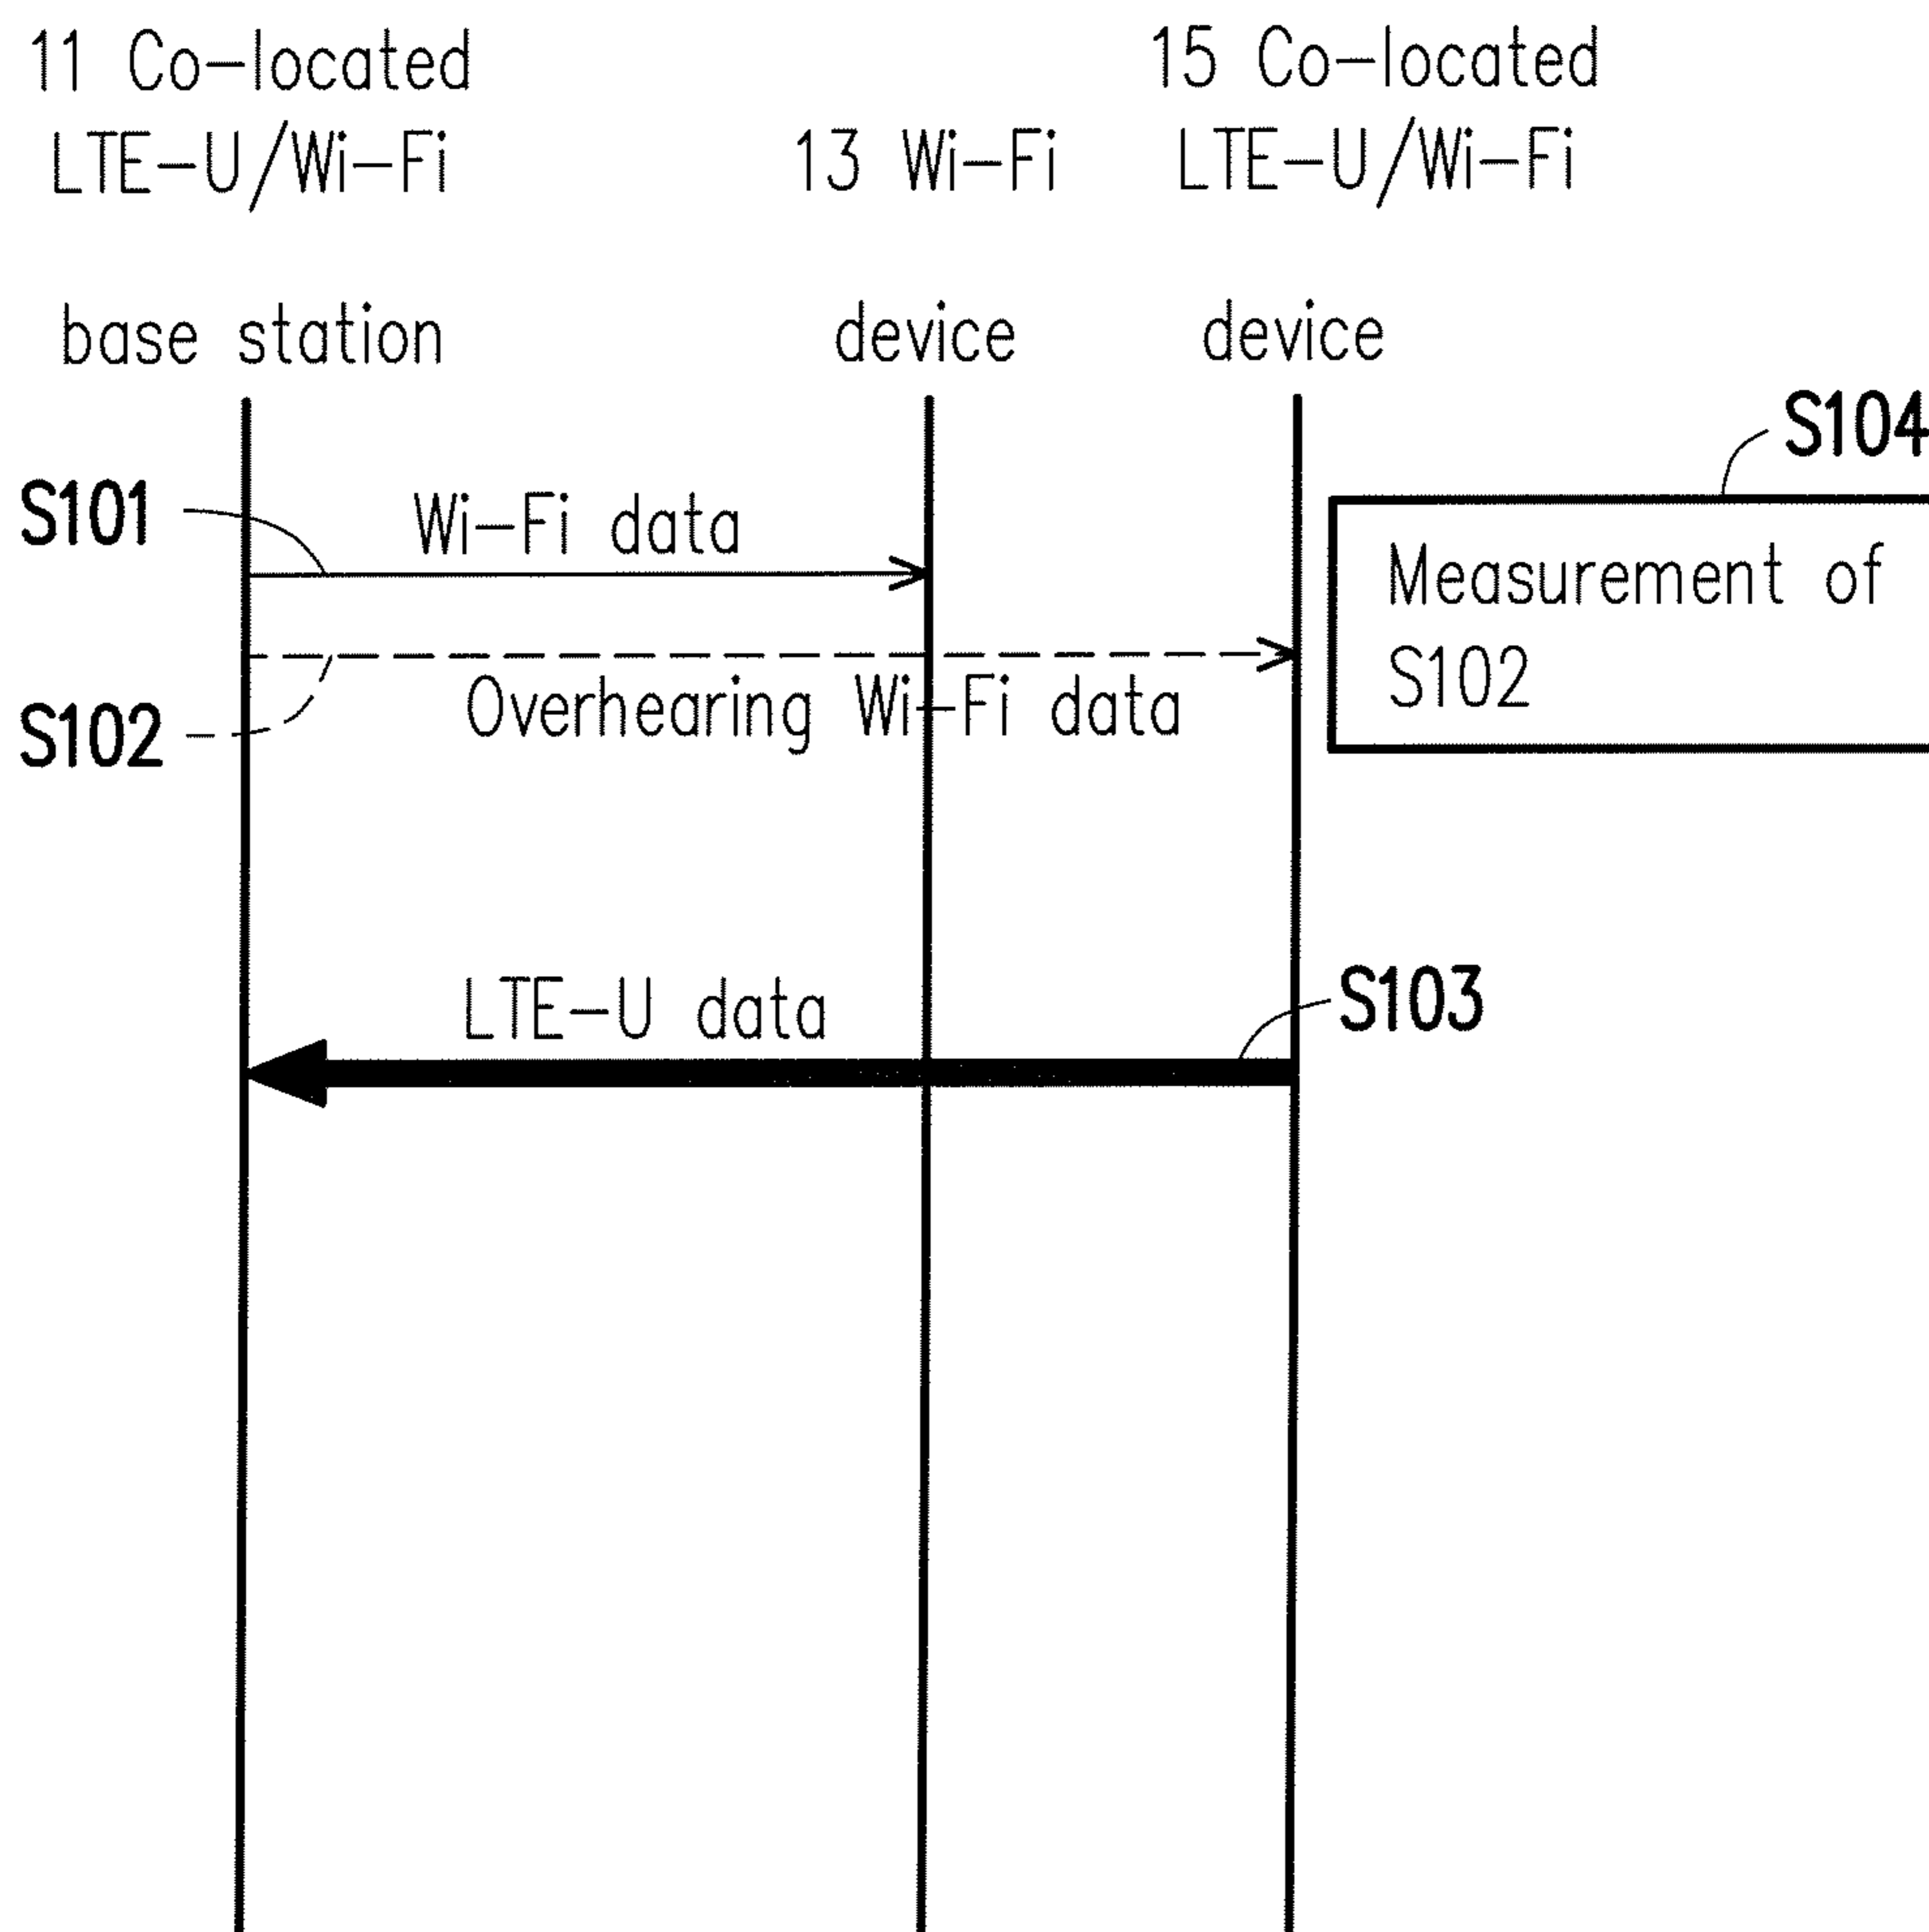 11 Co-located
LTE-U/Wi-Fi
base station
13 Wi-Fi
device
15 Co-located
LTE-U/Wi-Fi
device
S104
S101
Wi-Fi data
Measurement of
S102
Overhearing Wi-Fi data
S102
LTE-U data
S103